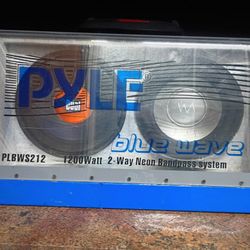 PYLE
blue wave
PLBWS212 1200Watt 2-Way Neon Bandpass system